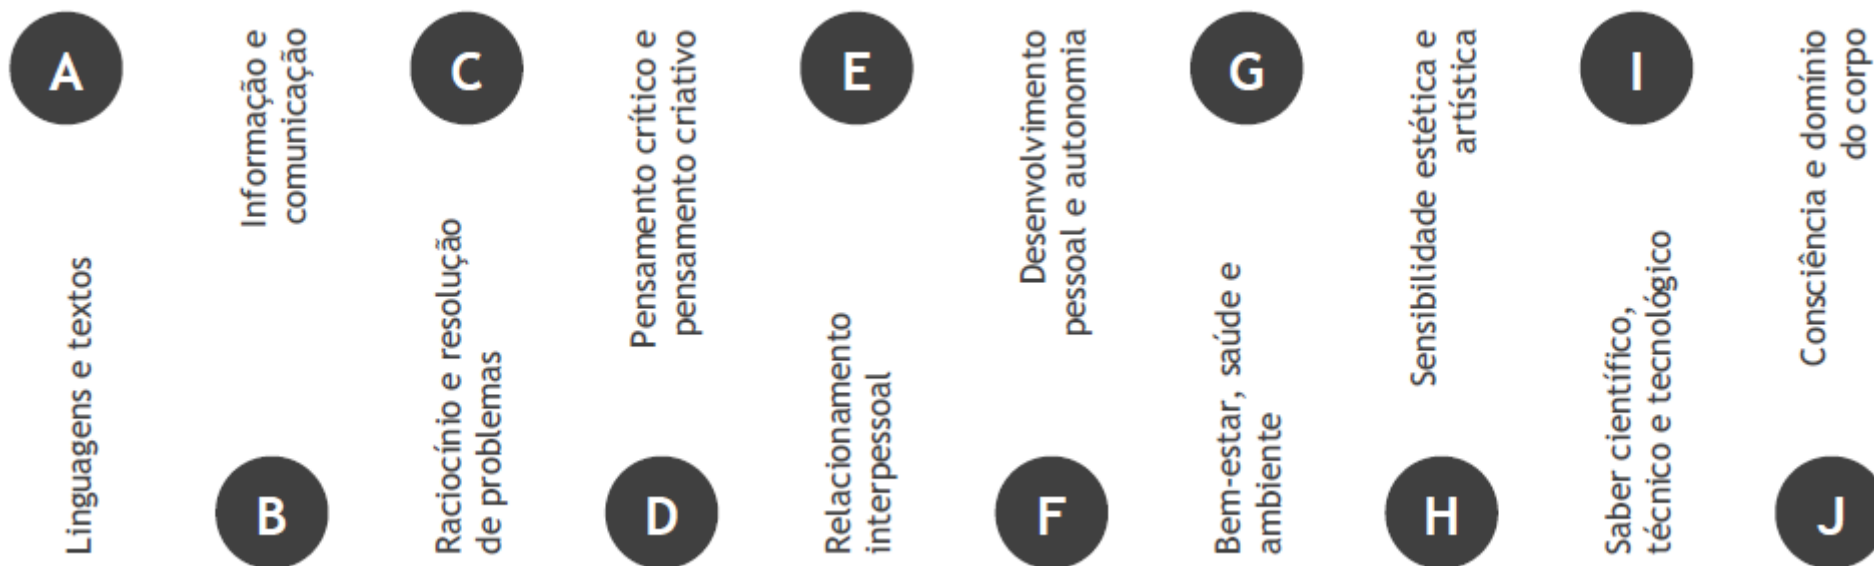 A
Linguagens e textos
Informação e
comunicação
B
C
Raciocínio e resolução
de problemas
Pensamento crítico e
pensamento criativo
D
E
Relacionamento
interpessoal
Desenvolvimento
pessoal e autonomia
F
G
Bem-estar, saúde e
ambiente
Sensibilidade estética e
artística
H
I
Saber científico,
técnico e tecnológico
Consciência e domínio
do corpo
J